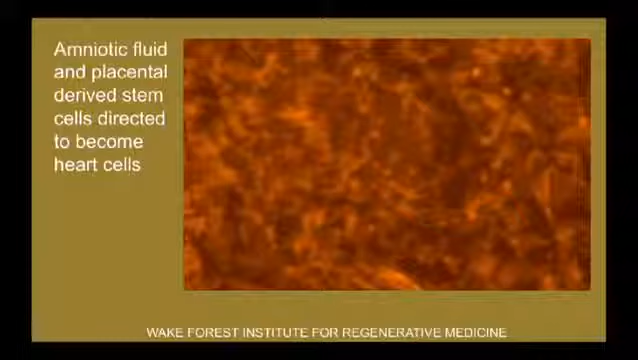 Amniotic fluid
and placental
derived stem
cells directed
to become
heart cells
WAKE FOREST INSTITUTE FOR REGENERATIVE MEDICINE